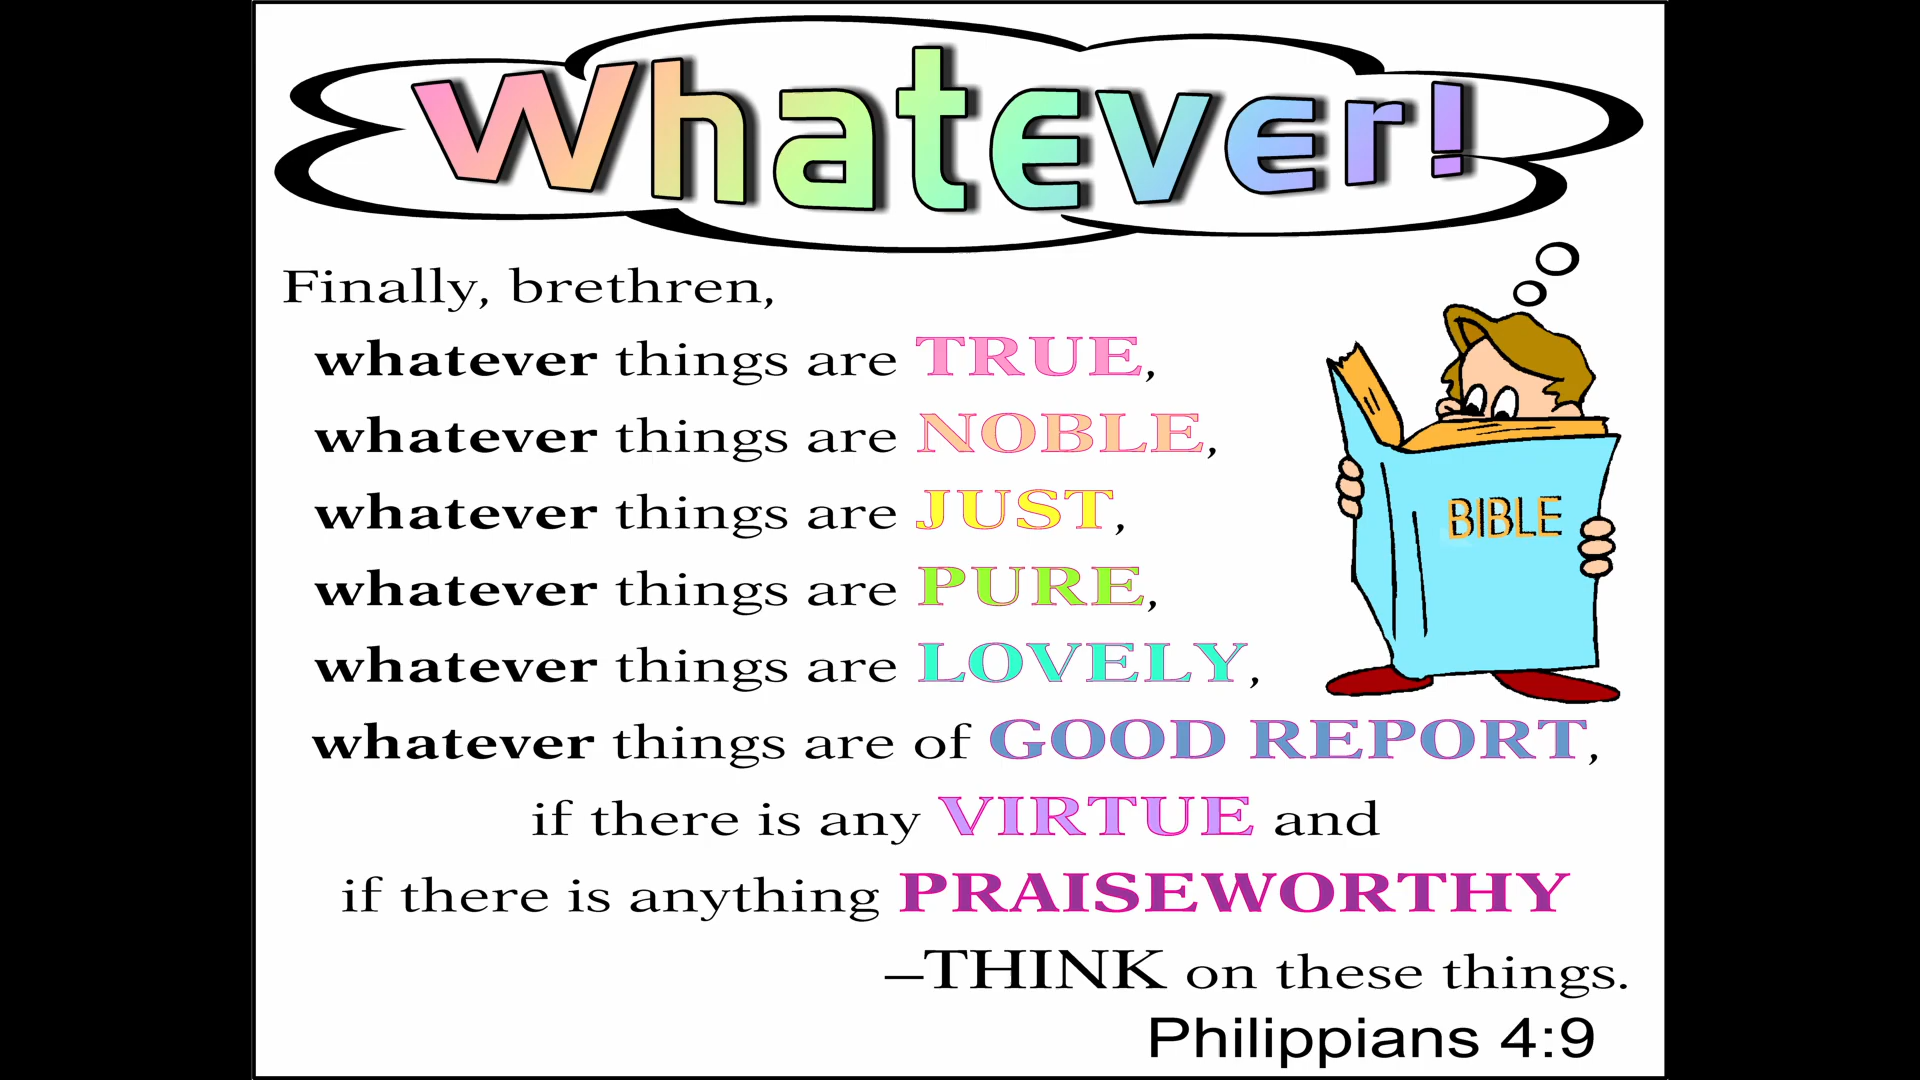 Whatever!
Finally, brethren,
whatever things are TRUE,
whatever things are NOBLE,
whatever things are JUST,
whatever things are PURE,
whatever things are LOVELY,
whatever things are of GOOD REPORT,
if there is any VIRTUE and
if there is anything PRAISEWORTHY
–THINK on these things.
Philippians 4:9
BIBLE